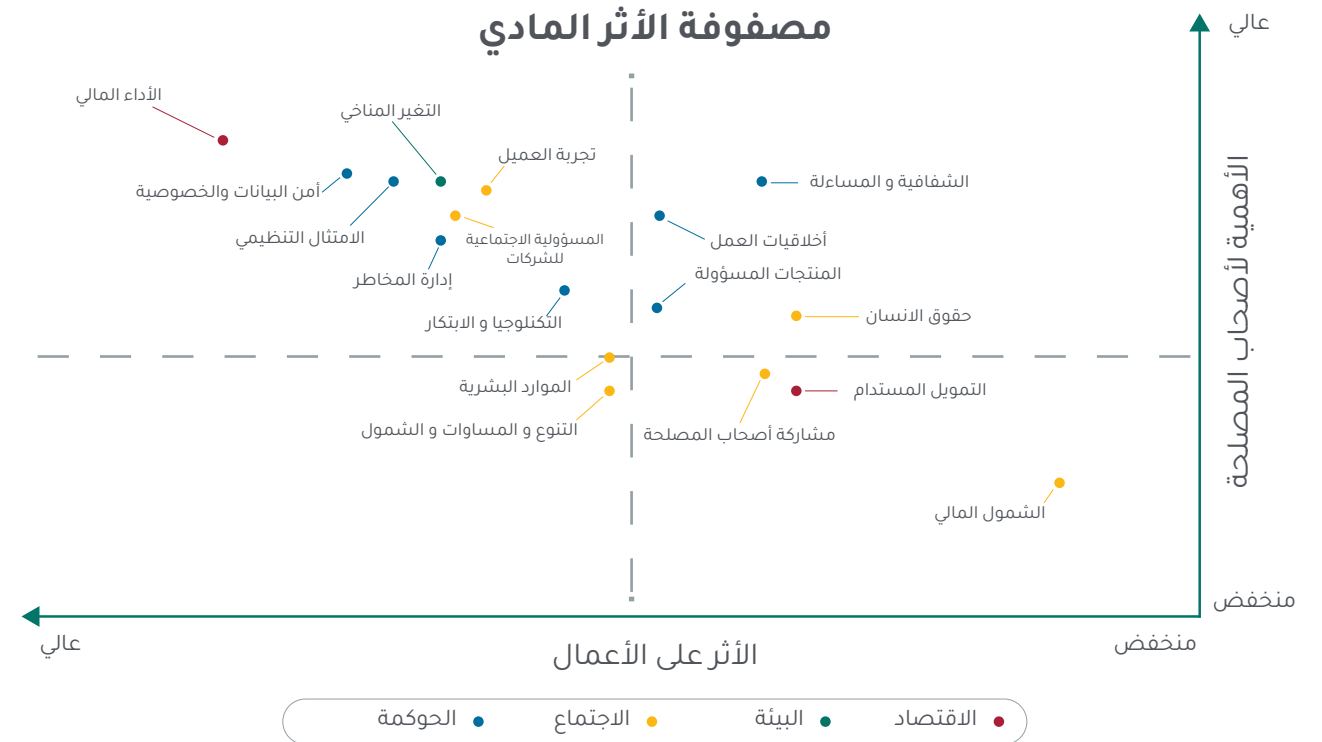 مصفوفة الأثر المادي
عالي
الأداء المالي
التغير المناخي
تجربة العميل
الشفافية و المساءلة
أمن البيانات والخصوصية
الامتثال التنظيمي
المسؤولية الاجتماعية
للشركات
أخلاقيات العمل
إدارة المخاطر
المنتجات المسؤولة
حقوق الانسان
التكنلوجيا و الابتكار
الموارد البشرية
التمويل المستدام
التنوع و المساوات و الشمول
مشاركة أصحاب المصلحة
الشمول المالي
الأهمية لأصحاب المصلحة
منخفض
منخفض
الأثر على الأعمال
عالي
الاقتصاد
البيئة
الاجتماع
الحوكمة